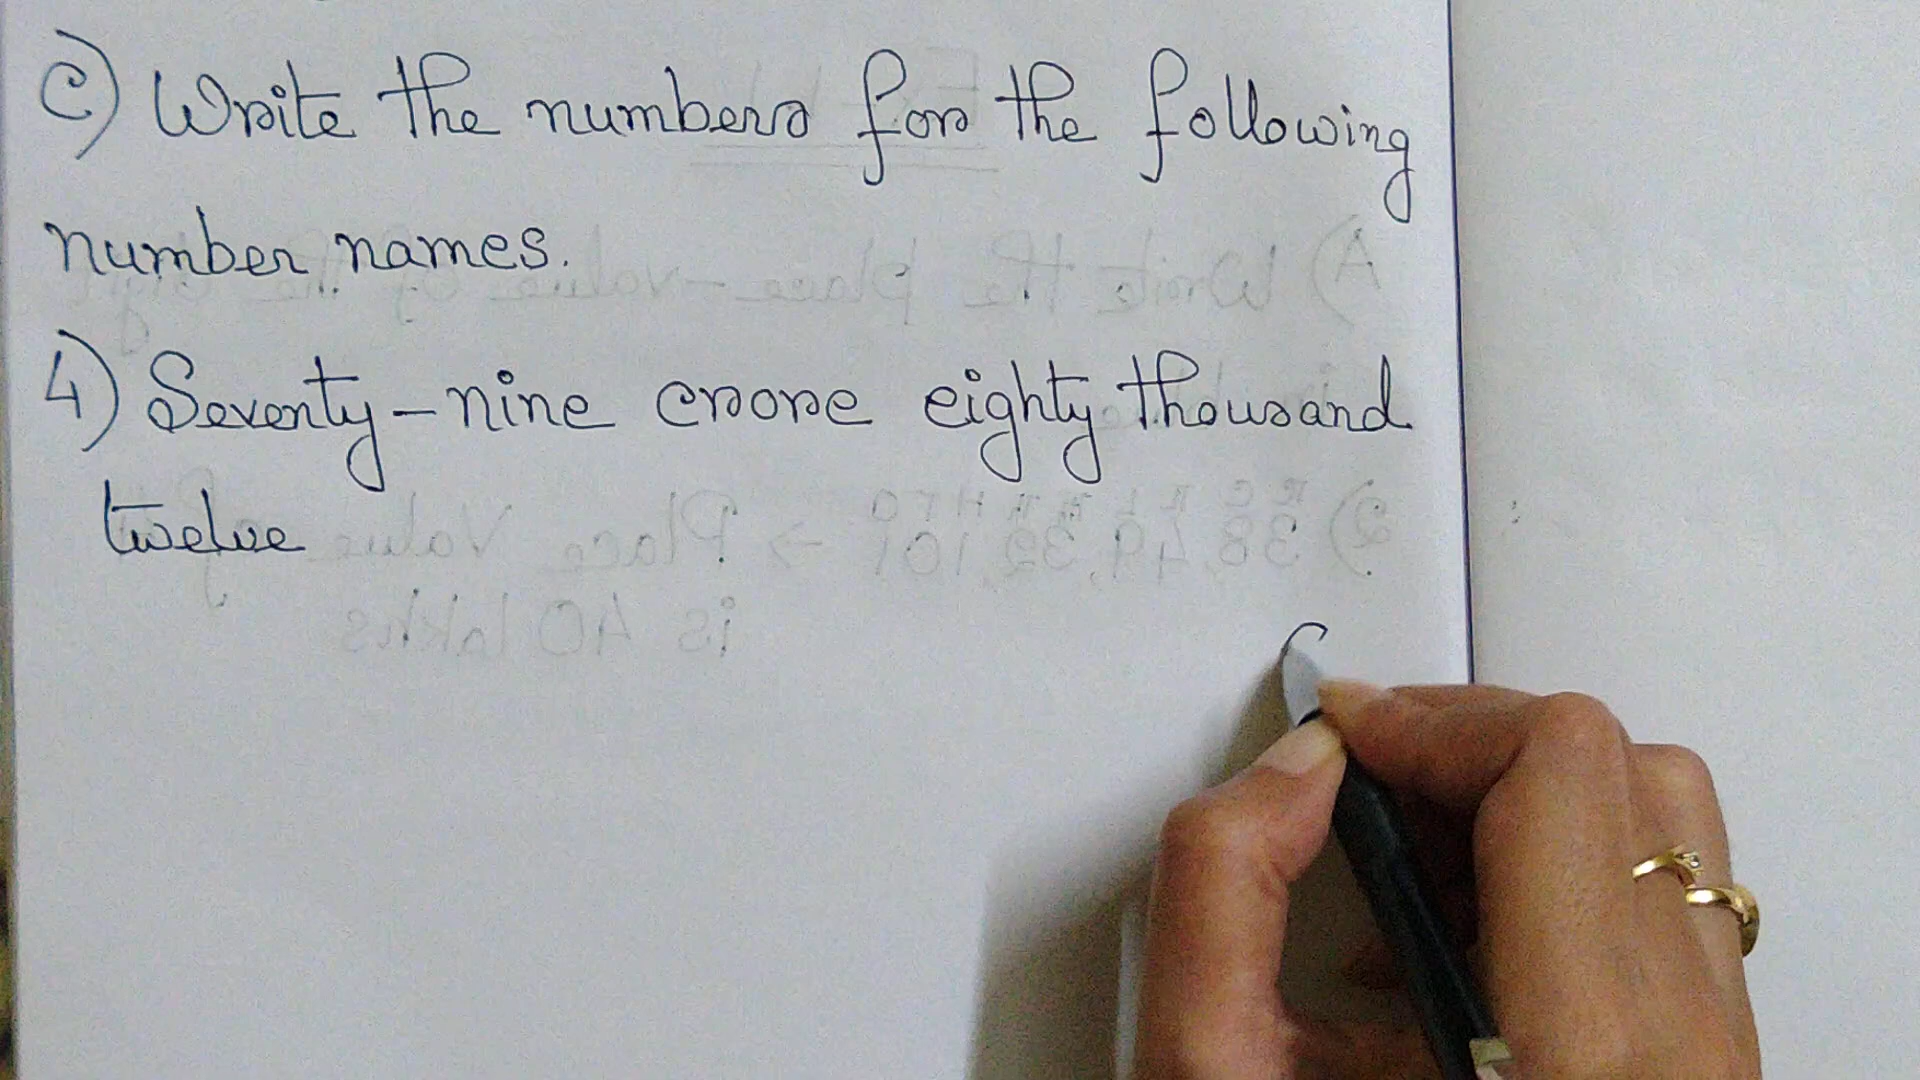 C) Write the numbers for the following
number names.
4) Seventy-nine crore eighty thousand
twelve